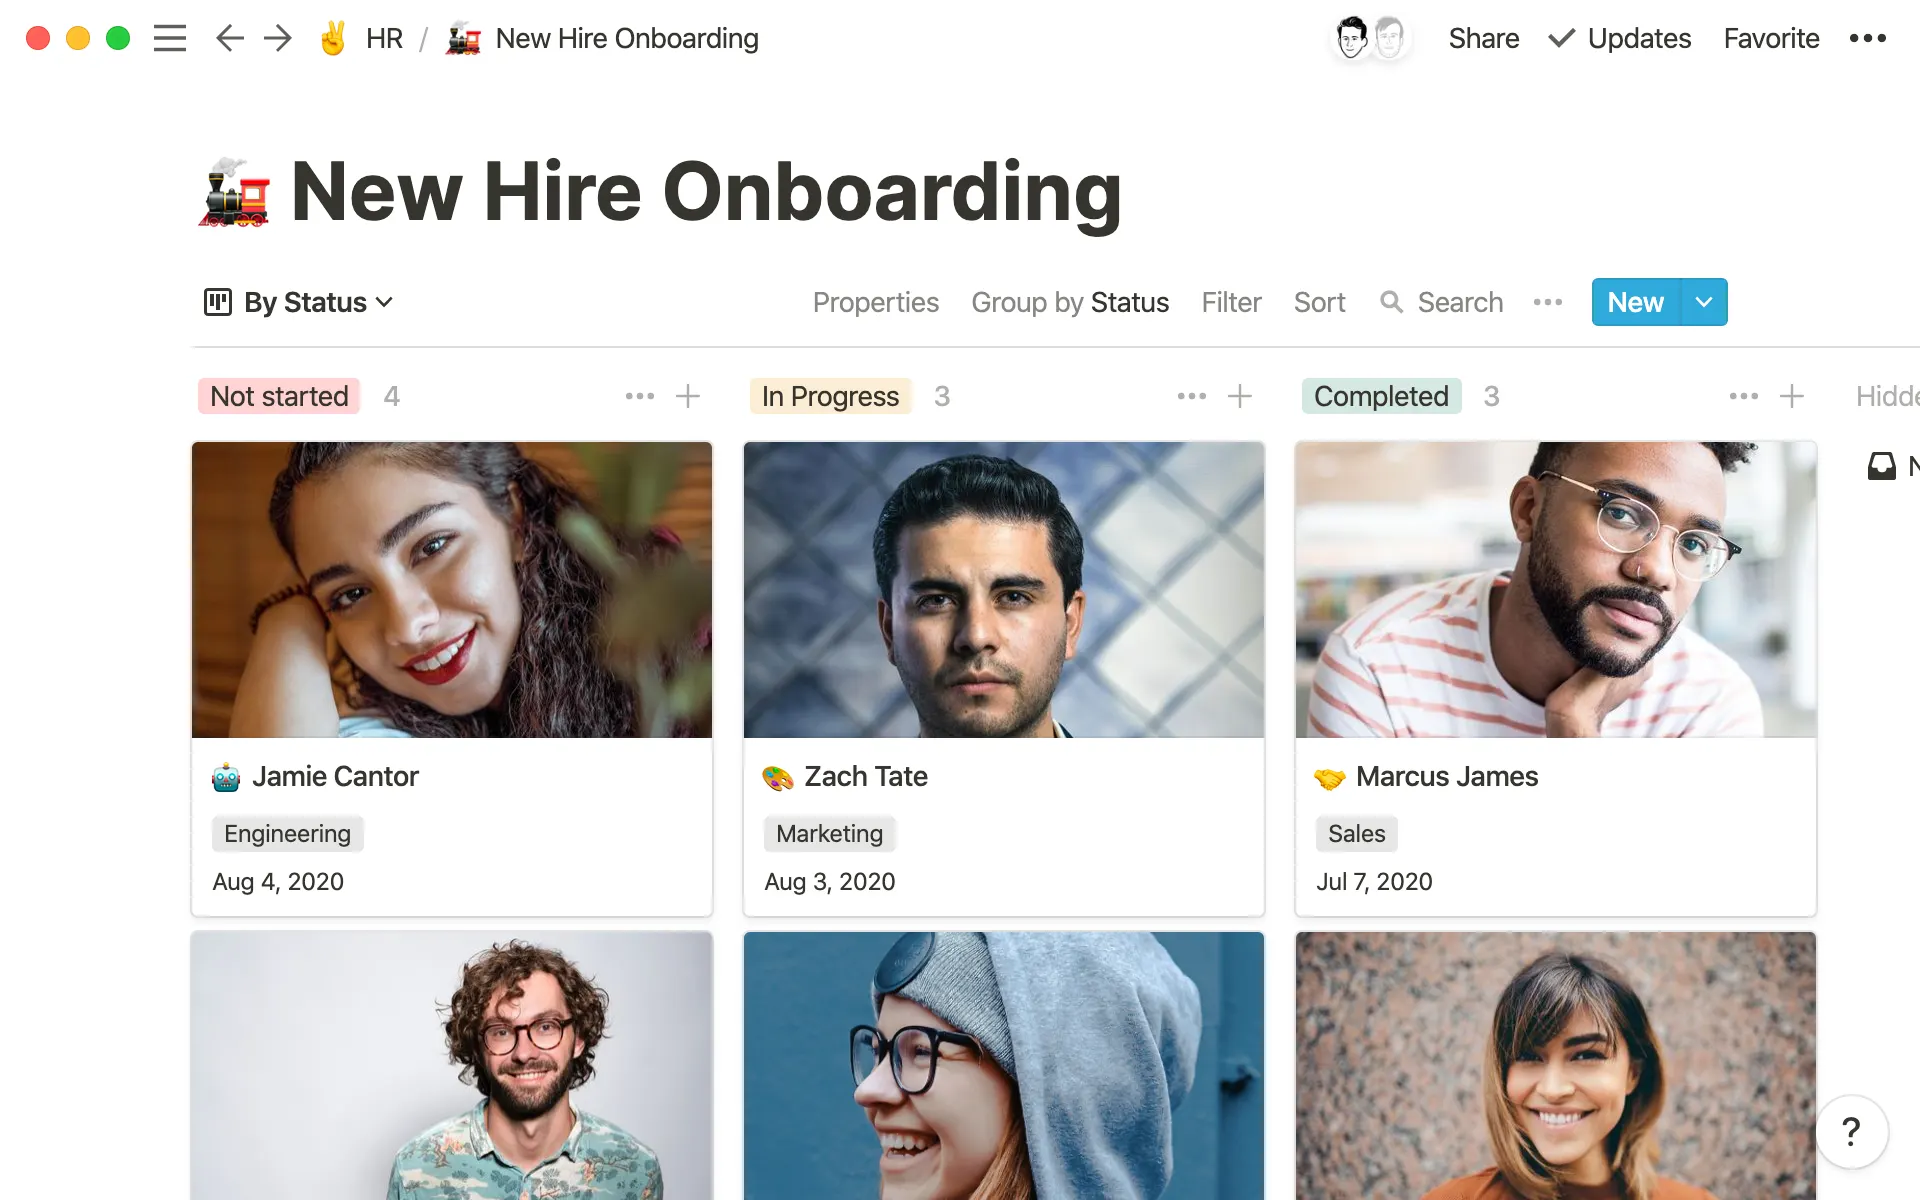 HR / New Hire Onboarding
Share Updates Favorite
New Hire Onboarding
By Status
Properties Group by Status Filter Sort Search New
Not started 4
In Progress 3
Completed 3
Hidde
N
Jamie Cantor
Engineering
Aug 4, 2020
Zach Tate
Marketing
Aug 3, 2020
Marcus James
Sales
Jul 7, 2020
?